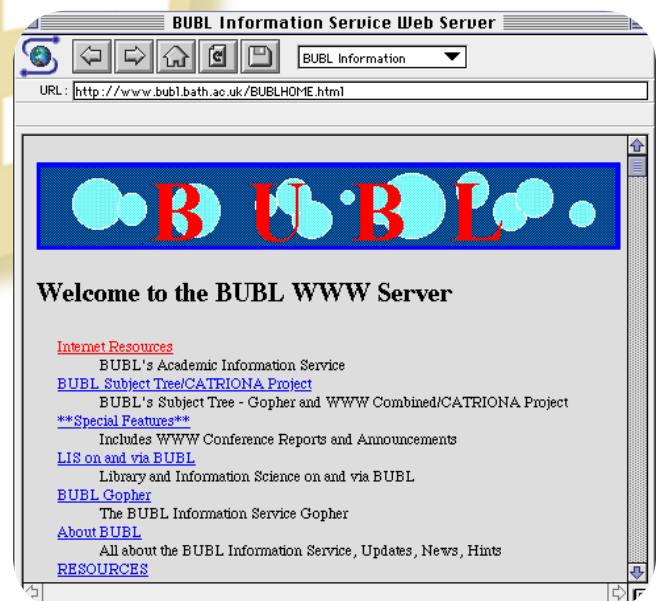 BUBL Information Service Web Server
BUBL Information
URL: http://www.bubl.bath.ac.uk/BUBLHOME.html
B U B L
Welcome to the BUBL WWW Server
Internet Resources
BUBL's Academic Information Service
BUBL Subject Tree/CATRIONA Project
BUBL's Subject Tree - Gopher and WWW Combined/CATRIONA Project
**Special Features**
Includes WWW Conference Reports and Announcements
LIS on and via BUBL
Library and Information Science on and via BUBL
BUBL Gopher
The BUBL Information Service Gopher
About BUBL
All about the BUBL Information Service, Updates, News, Hints
RESOURCES